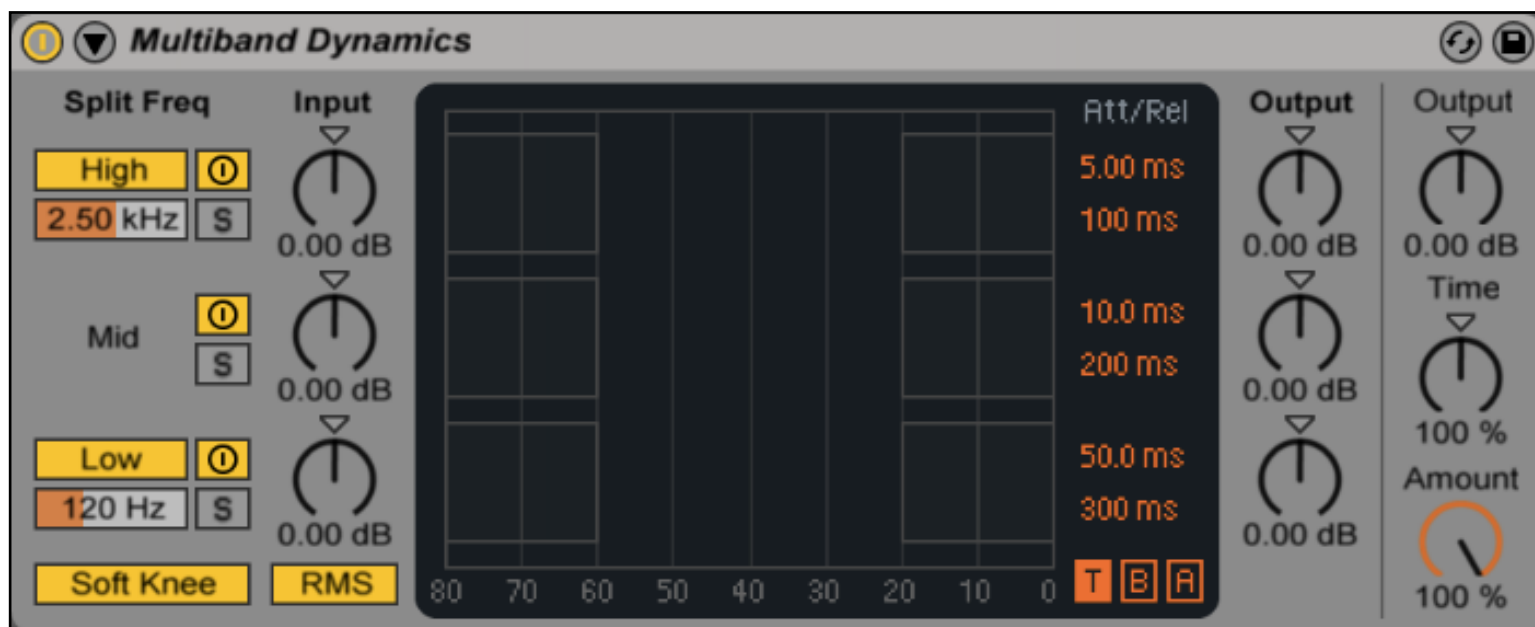 Multiband Dynamics
Split Freq Input Att/Rel Output Output
High 5.00 ms
2.50 kHz S 0.00 dB 100 ms 0.00 dB 0.00 dB
Time
Mid 10.0 ms
S 0.00 dB 200 ms 0.00 dB 100 %
Low 50.0 ms Amount
120 Hz S 0.00 dB 300 ms 0.00 dB
Soft Knee RMS 80 70 60 50 40 30 20 10 0 T B A 100 %